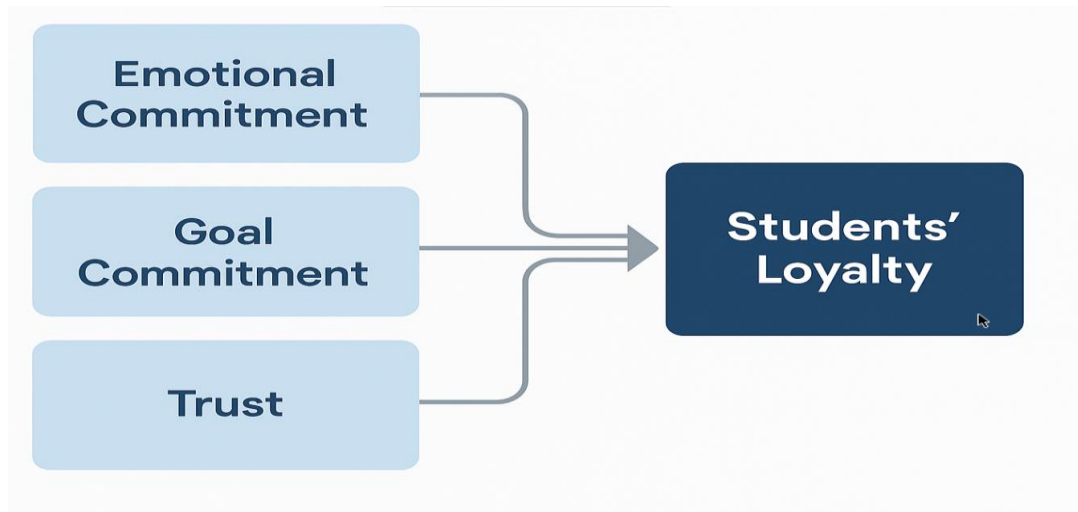 Emotional
Commitment
Goal
Commitment
Trust
Students’
Loyalty